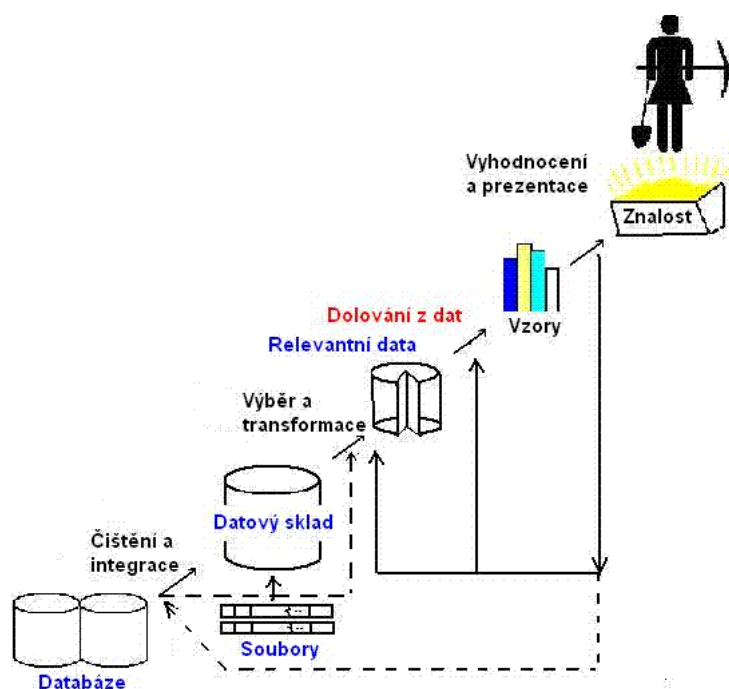 Vyhodnocení
a prezentace
Znalost
Dolování z dat
Vzory
Relevantní data
Výběr a
transformace
Datový sklad
Čištění a
integrace
Soubory
Databáze